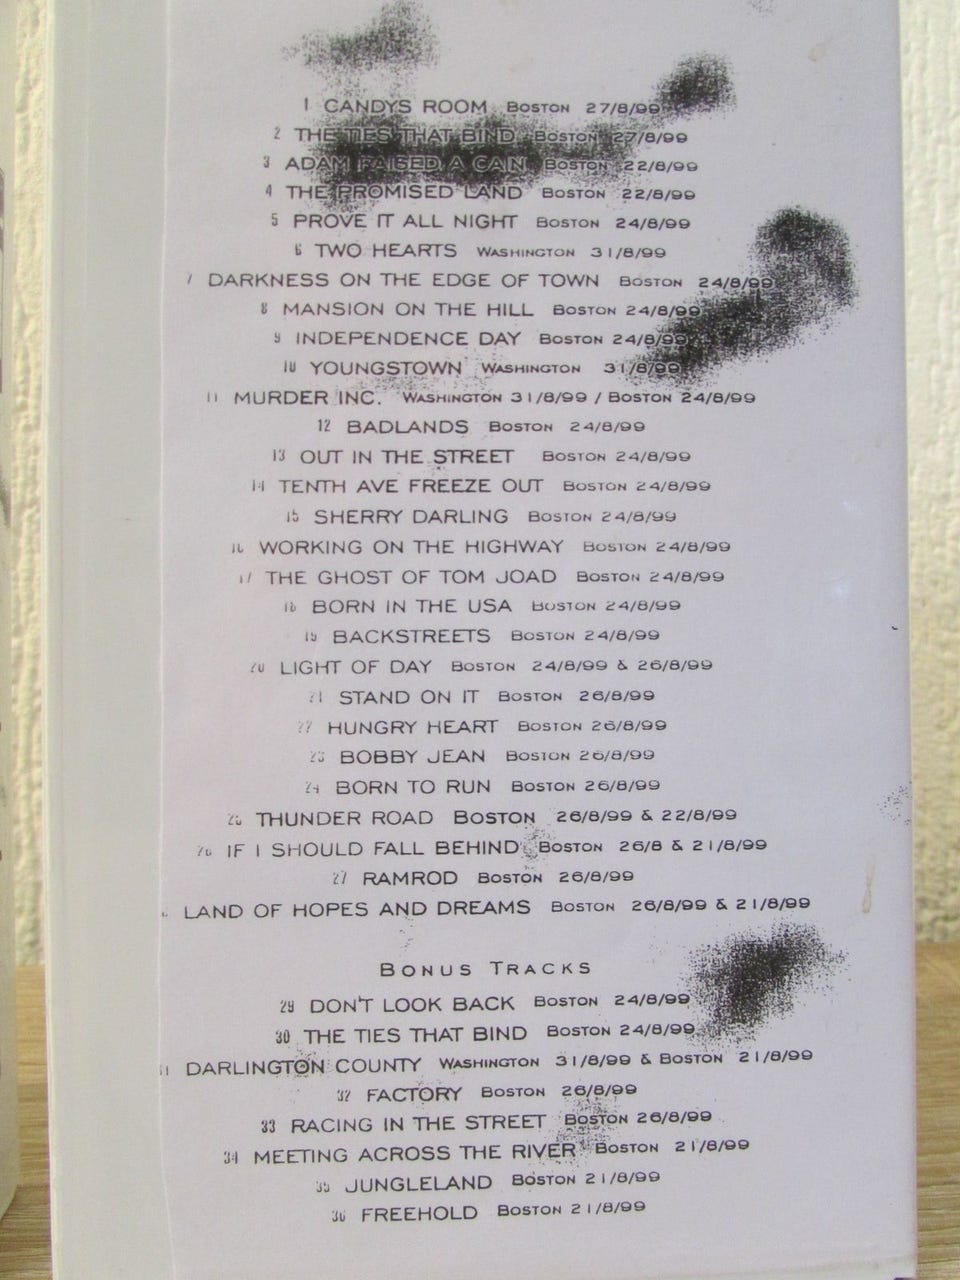 1 CANDYS ROOM BOSTON 27/8/99
2 THE TIES THAT BIND BOSTON 27/8/99
3 ADAM RAISED A CAIN BOSTON 22/8/99
4 THE PROMISED LAND BOSTON 22/8/99
5 PROVE IT ALL NIGHT BOSTON 24/8/99
6 TWO HEARTS WASHINGTON 31/8/99
7 DARKNESS ON THE EDGE OF TOWN BOSTON 24/8/99
8 MANSION ON THE HILL BOSTON 24/8/99
9 INDEPENDENCE DAY BOSTON 24/8/99
10 YOUNGSTOWN WASHINGTON 31/8/99
11 MURDER INC. WASHINGTON 31/8/99 / BOSTON 24/8/99
12 BADLANDS BOSTON 24/8/99
13 OUT IN THE STREET BOSTON 24/8/99
14 TENTH AVE FREEZE OUT BOSTON 24/8/99
15 SHERRY DARLING BOSTON 24/8/99
16 WORKING ON THE HIGHWAY BOSTON 24/8/99
17 THE GHOST OF TOM JOAD BOSTON 24/8/99
18 BORN IN THE USA BOSTON 24/8/99
19 BACKSTREETS BOSTON 24/8/99
20 LIGHT OF DAY BOSTON 24/8/99 & 26/8/99
21 STAND ON IT BOSTON 26/8/99
22 HUNGRY HEART BOSTON 26/8/99
23 BOBBY JEAN BOSTON 26/8/99
24 BORN TO RUN BOSTON 26/8/99
25 THUNDER ROAD BOSTON 26/8/99 & 22/8/99
26 IF I SHOULD FALL BEHIND BOSTON 26/8 & 21/8/99
27 RAMROD BOSTON 26/8/99
LAND OF HOPES AND DREAMS BOSTON 26/8/99 & 21/8/99
BONUS TRACKS
29 DON'T LOOK BACK BOSTON 24/8/99
30 THE TIES THAT BIND BOSTON 24/8/99
DARLINGTON COUNTY WASHINGTON 31/8/99 & BOSTON 21/8/99
32 FACTORY BOSTON 26/8/99
33 RACING IN THE STREET BOSTON 26/8/99
34 MEETING ACROSS THE RIVER BOSTON 21/8/99
35 JUNGLELAND BOSTON 21/8/99
36 FREEHOLD BOSTON 21/8/99